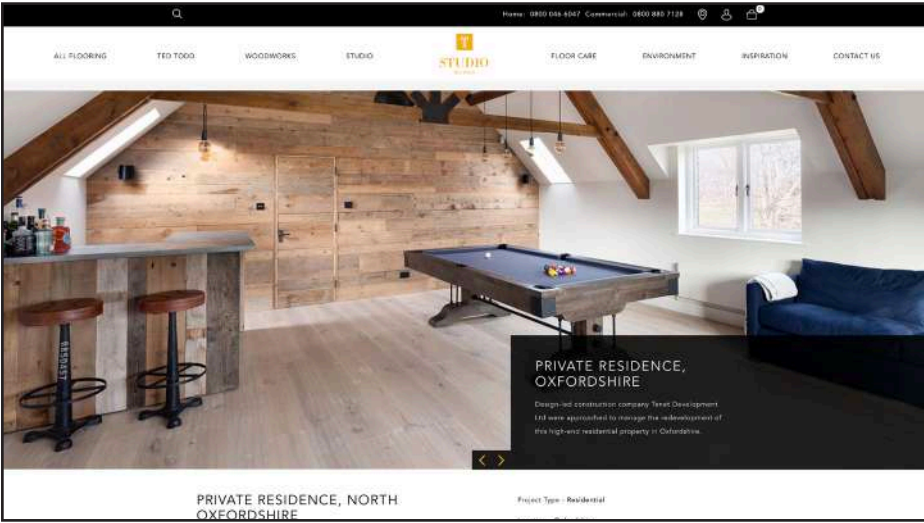 Home: 0800 046 6047 Commercial: 0800 880 7128
0
ALL FLOORING
TED TODD
WOODWORKS
STUDIO
T
STUDIO
FLOOR CARE
ENVIRONMENT
INSPIRATION
CONTACT US
PRIVATE RESIDENCE,
OXFORDSHIRE
Design-led construction company Tenet Development
Ltd were approached to manage the redevelopment of
this high-end residential property in Oxfordshire.
PRIVATE RESIDENCE, NORTH
OXFORDSHIRE
Project Type - Residential